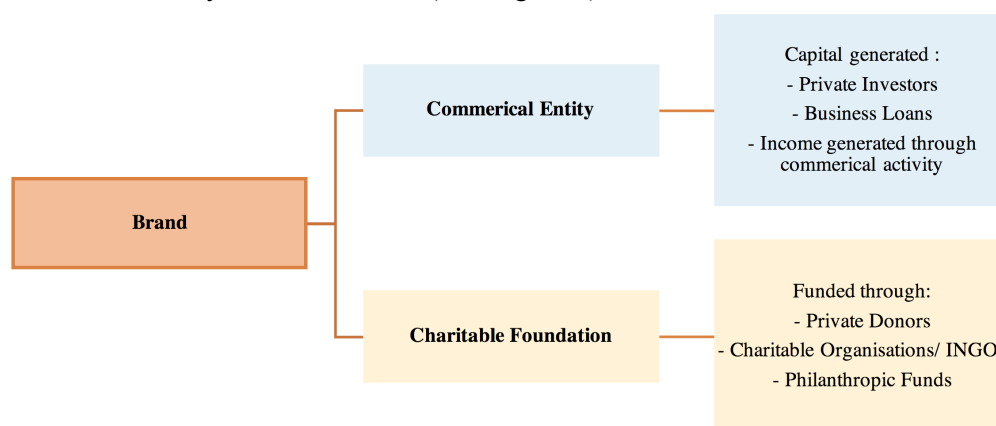 Capital generated :
- Private Investors
- Business Loans
- Income generated through
commerical activity
Commerical Entity
Brand
Charitable Foundation
Funded through:
- Private Donors
- Charitable Organisations/ INGO
- Philanthropic Funds